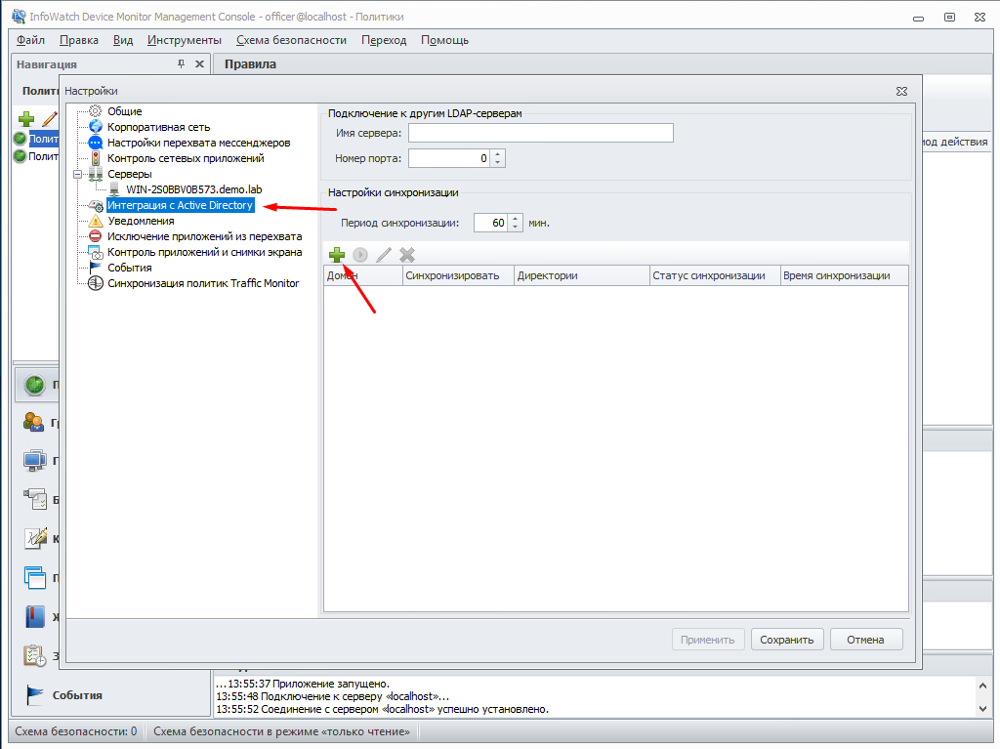 InfoWatch Device Monitor Management Console - officer@localhost - Политики
Файл Правка Вид Инструменты Схема безопасности Переход Помощь
Навигация
Правила
Полит
Настройки
Полит
Полит
Общие
Корпоративная сеть
Настройки перехвата мессенджеров
Контроль сетевых приложений
Серверы
WIN-2S0BBV0B573.demo.lab
Интеграция с Active Directory
Уведомления
Исключение приложений из перехвата
Контроль приложений и снимки экрана
События
Синхронизация политик Traffic Monitor
Подключение к другим LDAP-серверам
Имя сервера:
Номер порта: 0
Настройки синхронизации
Период синхронизации: 60 мин.
Домен Синхронизировать Директории Статус синхронизации Время синхронизации
иод действия
П
Гр
Г
Б
К
П
Ж
З
События
Применить Сохранить Отмена
...13:55:37 Приложение запущено.
13:55:48 Подключение к серверу «localhost»...
13:55:52 Соединение с сервером «localhost» успешно установлено.
Схема безопасности: 0 Схема безопасности в режиме «только чтение»